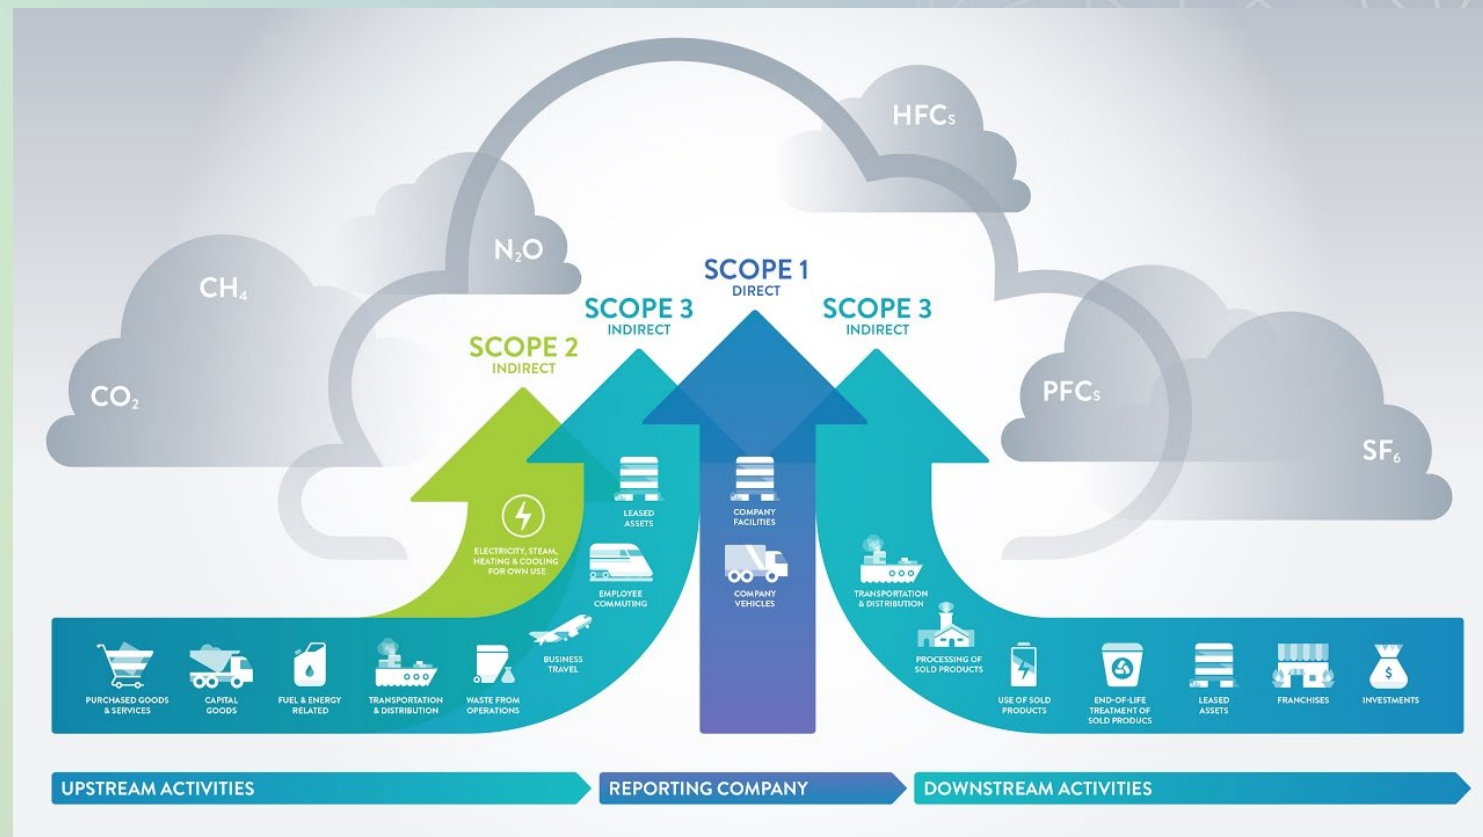 HFCs
N₂O
CH₄
CO₂
PFCs
SF₆
SCOPE 2
INDIRECT
SCOPE 3
INDIRECT
SCOPE 1
DIRECT
SCOPE 3
INDIRECT
ELECTRICITY, STEAM,
HEATING & COOLING
FOR OWN USE
PURCHASED GOODS
& SERVICES
CAPITAL
GOODS
FUEL & ENERGY
RELATED
TRANSPORTATION
& DISTRIBUTION
WASTE FROM
OPERATIONS
BUSINESS
TRAVEL
EMPLOYEE
COMMUTING
LEASED
ASSETS
COMPANY
FACILITIES
COMPANY
VEHICLES
TRANSPORTATION
& DISTRIBUTION
PROCESSING OF
SOLD PRODUCTS
USE OF SOLD
PRODUCTS
END-OF-LIFE
TREATMENT OF
SOLD PRODUCS
LEASED
ASSETS
FRANCHISES
$
INVESTMENTS
UPSTREAM ACTIVITIES
REPORTING COMPANY
DOWNSTREAM ACTIVITIES